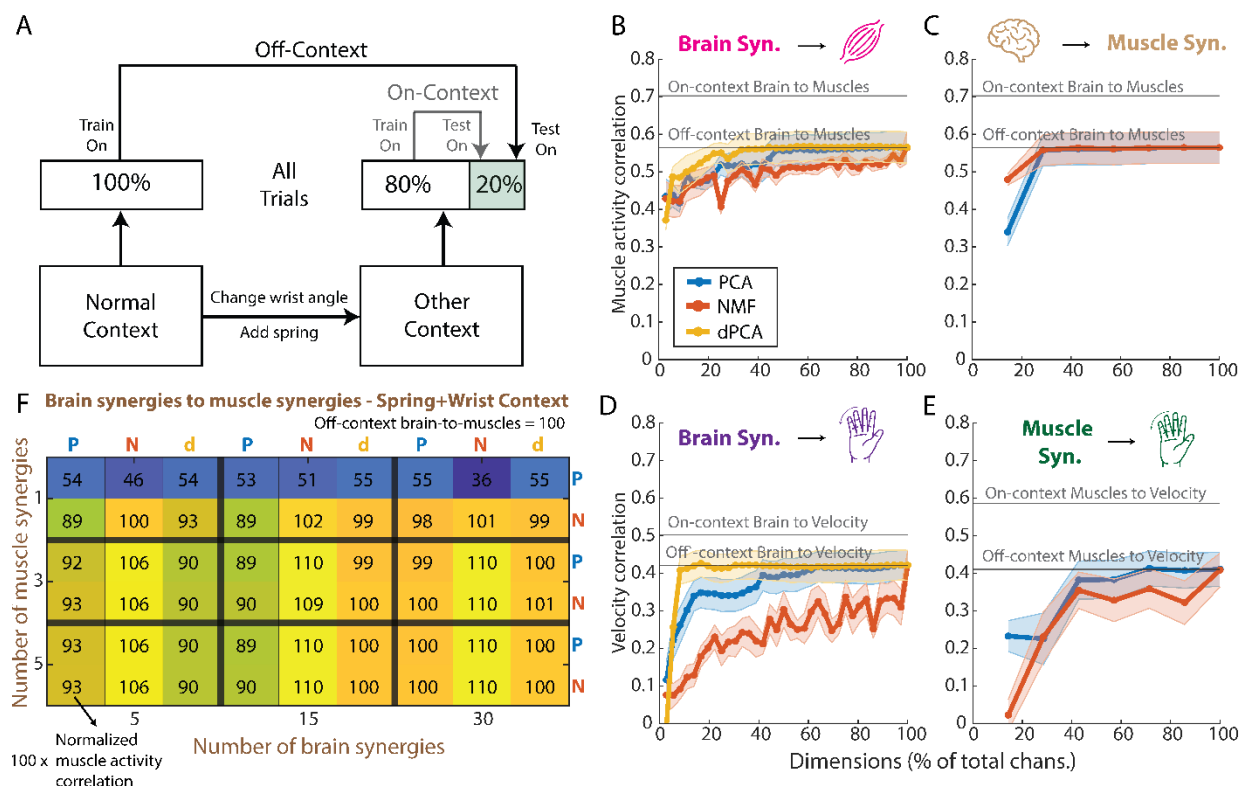 A
Off-Context
On-Context
Train
On
Train
On
Test
On
Test
On
100%
All
Trials
80%
20%
Normal
Context
Change wrist angle
Add spring
Other
Context
B
Brain Syn.
Muscle activity correlation
0.8
0.7
0.6
0.5
0.4
0.3
0.2
0.1
0
On-context Brain to Muscles
Off-context Brain to Muscles
PCA
NMF
dPCA
0 20 40 60 80 100
C
Muscle Syn.
0.8
0.7
0.6
0.5
0.4
0.3
0.2
0.1
0
On-context Brain to Muscles
Off-context Brain to Muscles
0 20 40 60 80 100
F
Brain synergies to muscle synergies - Spring+Wrist Context
Off-context brain-to-muscles = 100
P N d P N d P N d
54 46 54 53 51 55 55 36 55 P
1
89 100 93 89 102 99 98 101 99 N
92 106 90 89 110 99 99 110 100 P
3
93 106 90 90 109 100 100 110 101 N
93 106 90 89 110 100 100 110 100 P
5
93 106 90 90 110 100 100 110 100 N
5 15 30
Number of muscle synergies
Number of brain synergies
Normalized
100 x muscle activity
correlation
D
Brain Syn.
Velocity correlation
0.8
0.7
0.6
0.5
0.4
0.3
0.2
0.1
0
On-context Brain to Velocity
Off-context Brain to Velocity
0 20 40 60 80 100
E
Muscle
Syn.
0.8
0.7
0.6
0.5
0.4
0.3
0.2
0.1
0
On-context Muscles to Velocity
Off-context Muscles to Velocity
0 20 40 60 80 100
Dimensions (% of total chans.)